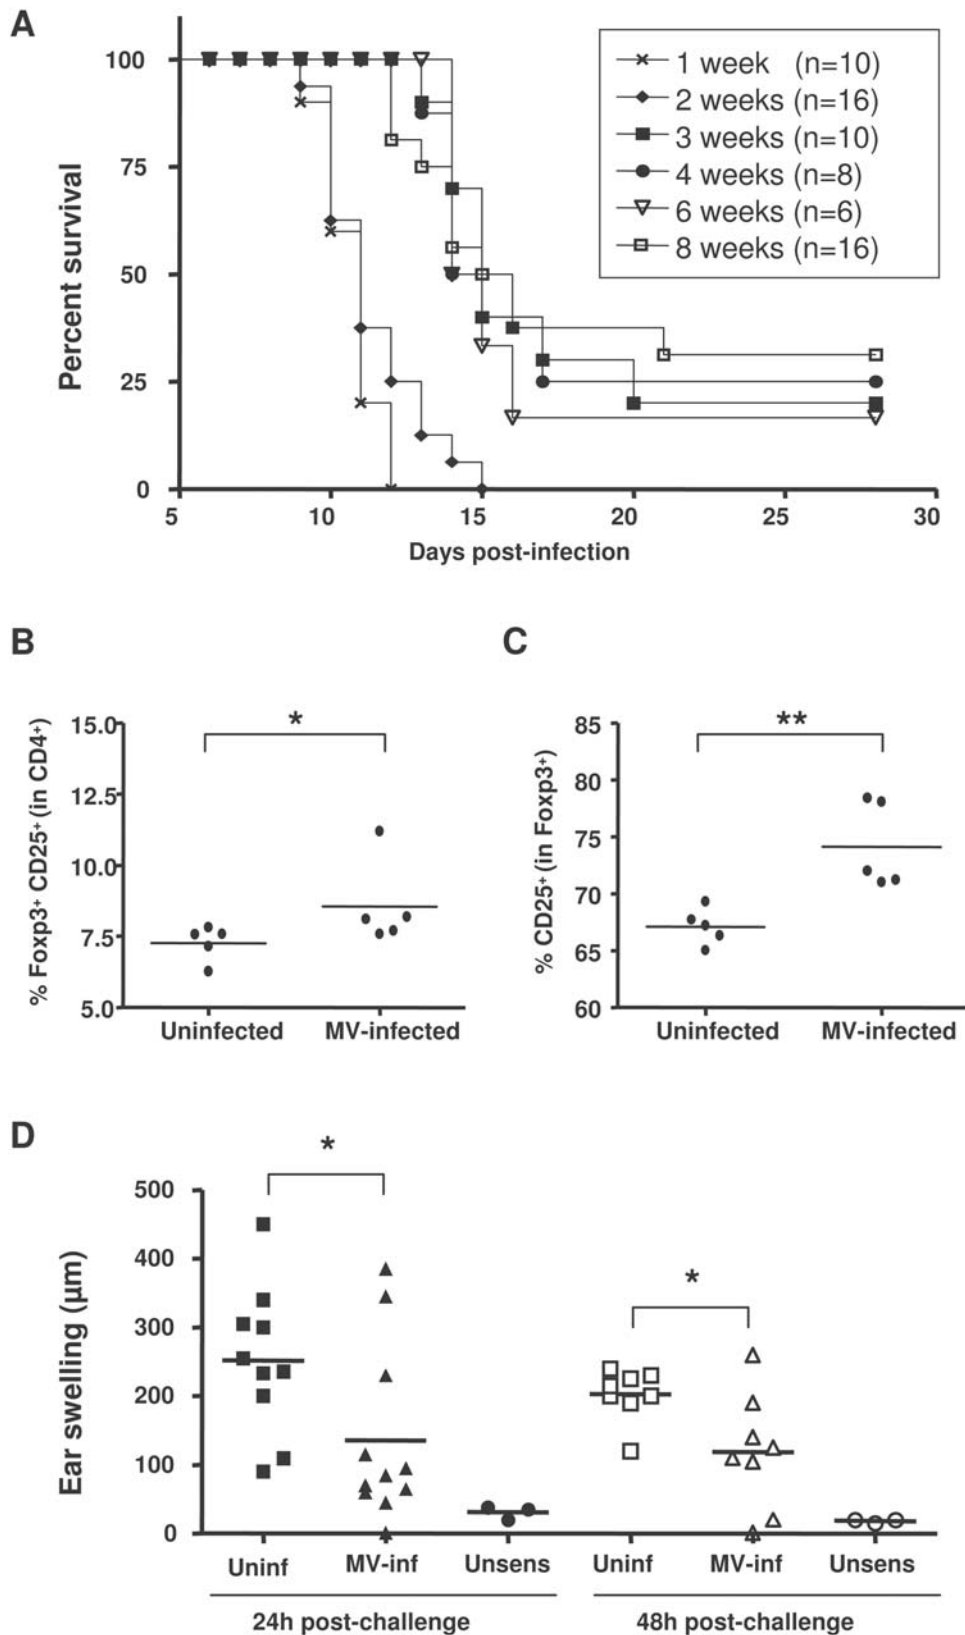 A
100
75
50
25
0
Percent survival
5 10 15 20 25 30
Days post-infection
1 week (n=10)
2 weeks (n=16)
3 weeks (n=10)
4 weeks (n=8)
6 weeks (n=6)
8 weeks (n=16)
B
% Foxp3⁺ CD25⁺ (in CD4⁺)
15.0
12.5
10.0
7.5
5.0
*
Uninfected MV-infected
C
% CD25⁺ (in Foxp3⁺)
85
80
75
70
65
60
**
Uninfected MV-infected
D
Ear swelling (µm)
500
400
300
200
100
0
*
*
Uninf MV-inf Unsens Uninf MV-inf Unsens
24h post-challenge 48h post-challenge